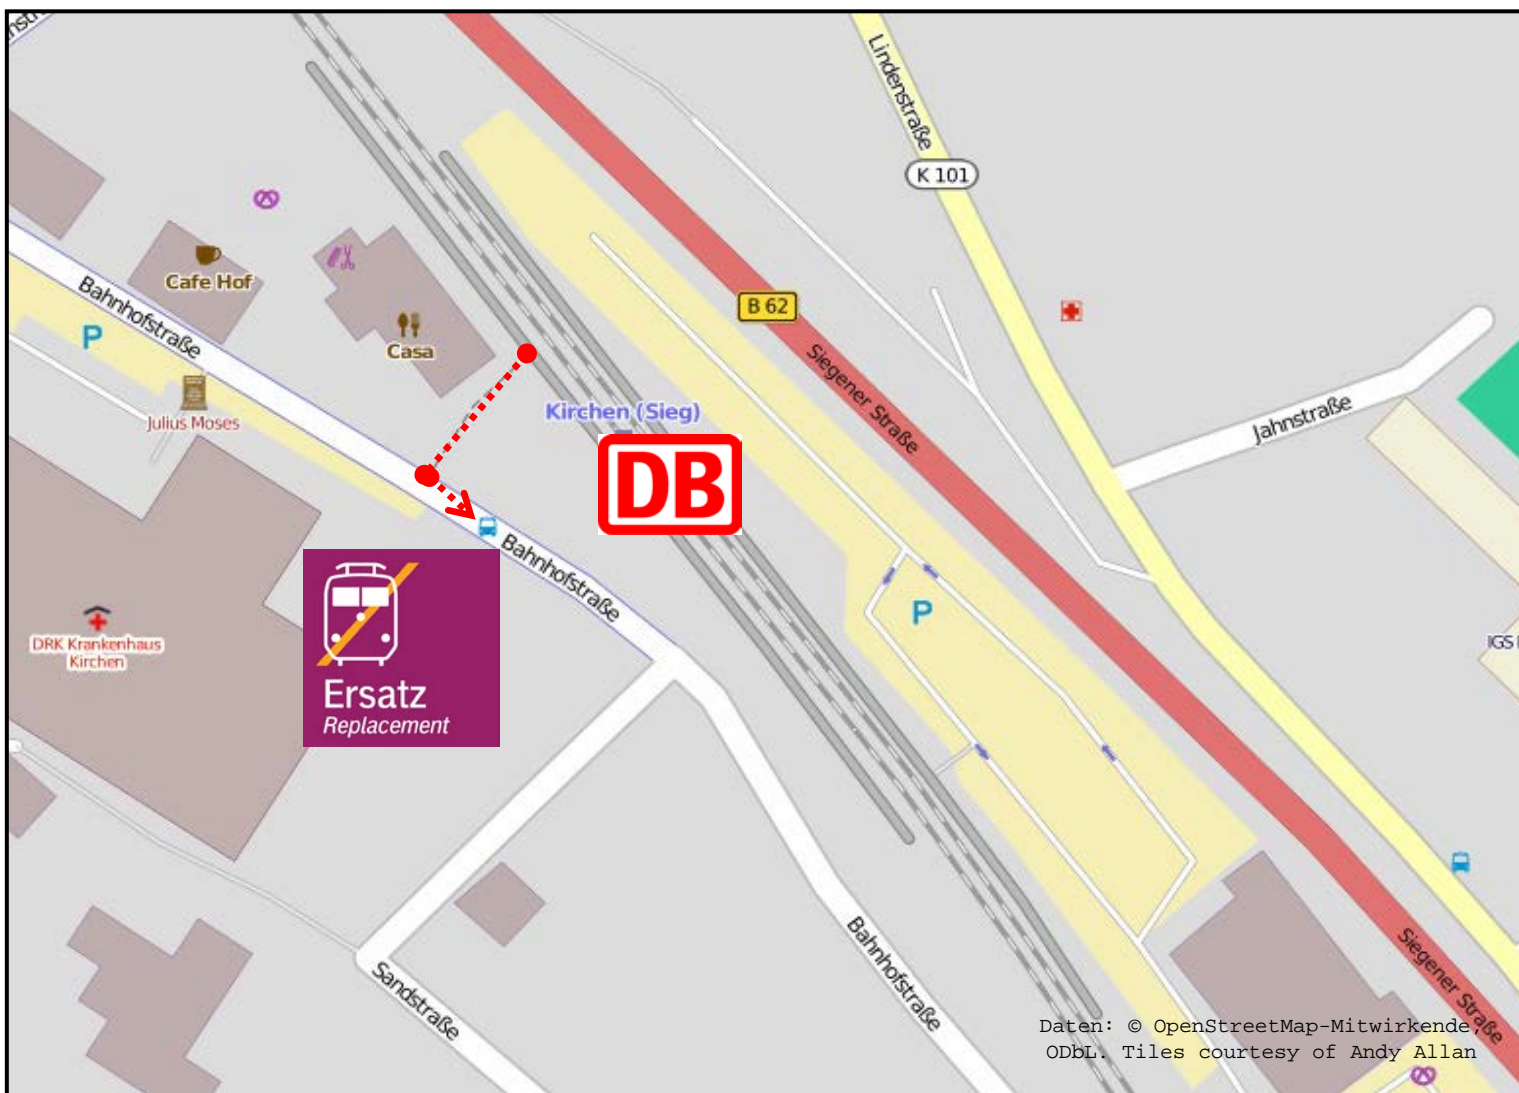 Lindenstraße
K 101
Cafe Hof
Bahnhofstraße
P
Casa
B 62
Siegener Straße
Julius Moses
Kirchen (Sieg)
Jahnstraße
DB
Bahnhofstraße
P
DRK Krankenhaus
Kirchen
IGS
Ersatz
Replacement
Sandstraße
Bahnhofstraße
Siegener Straße
Daten: © OpenStreetMap-Mitwirkende,
ODbL. Tiles courtesy of Andy Allan